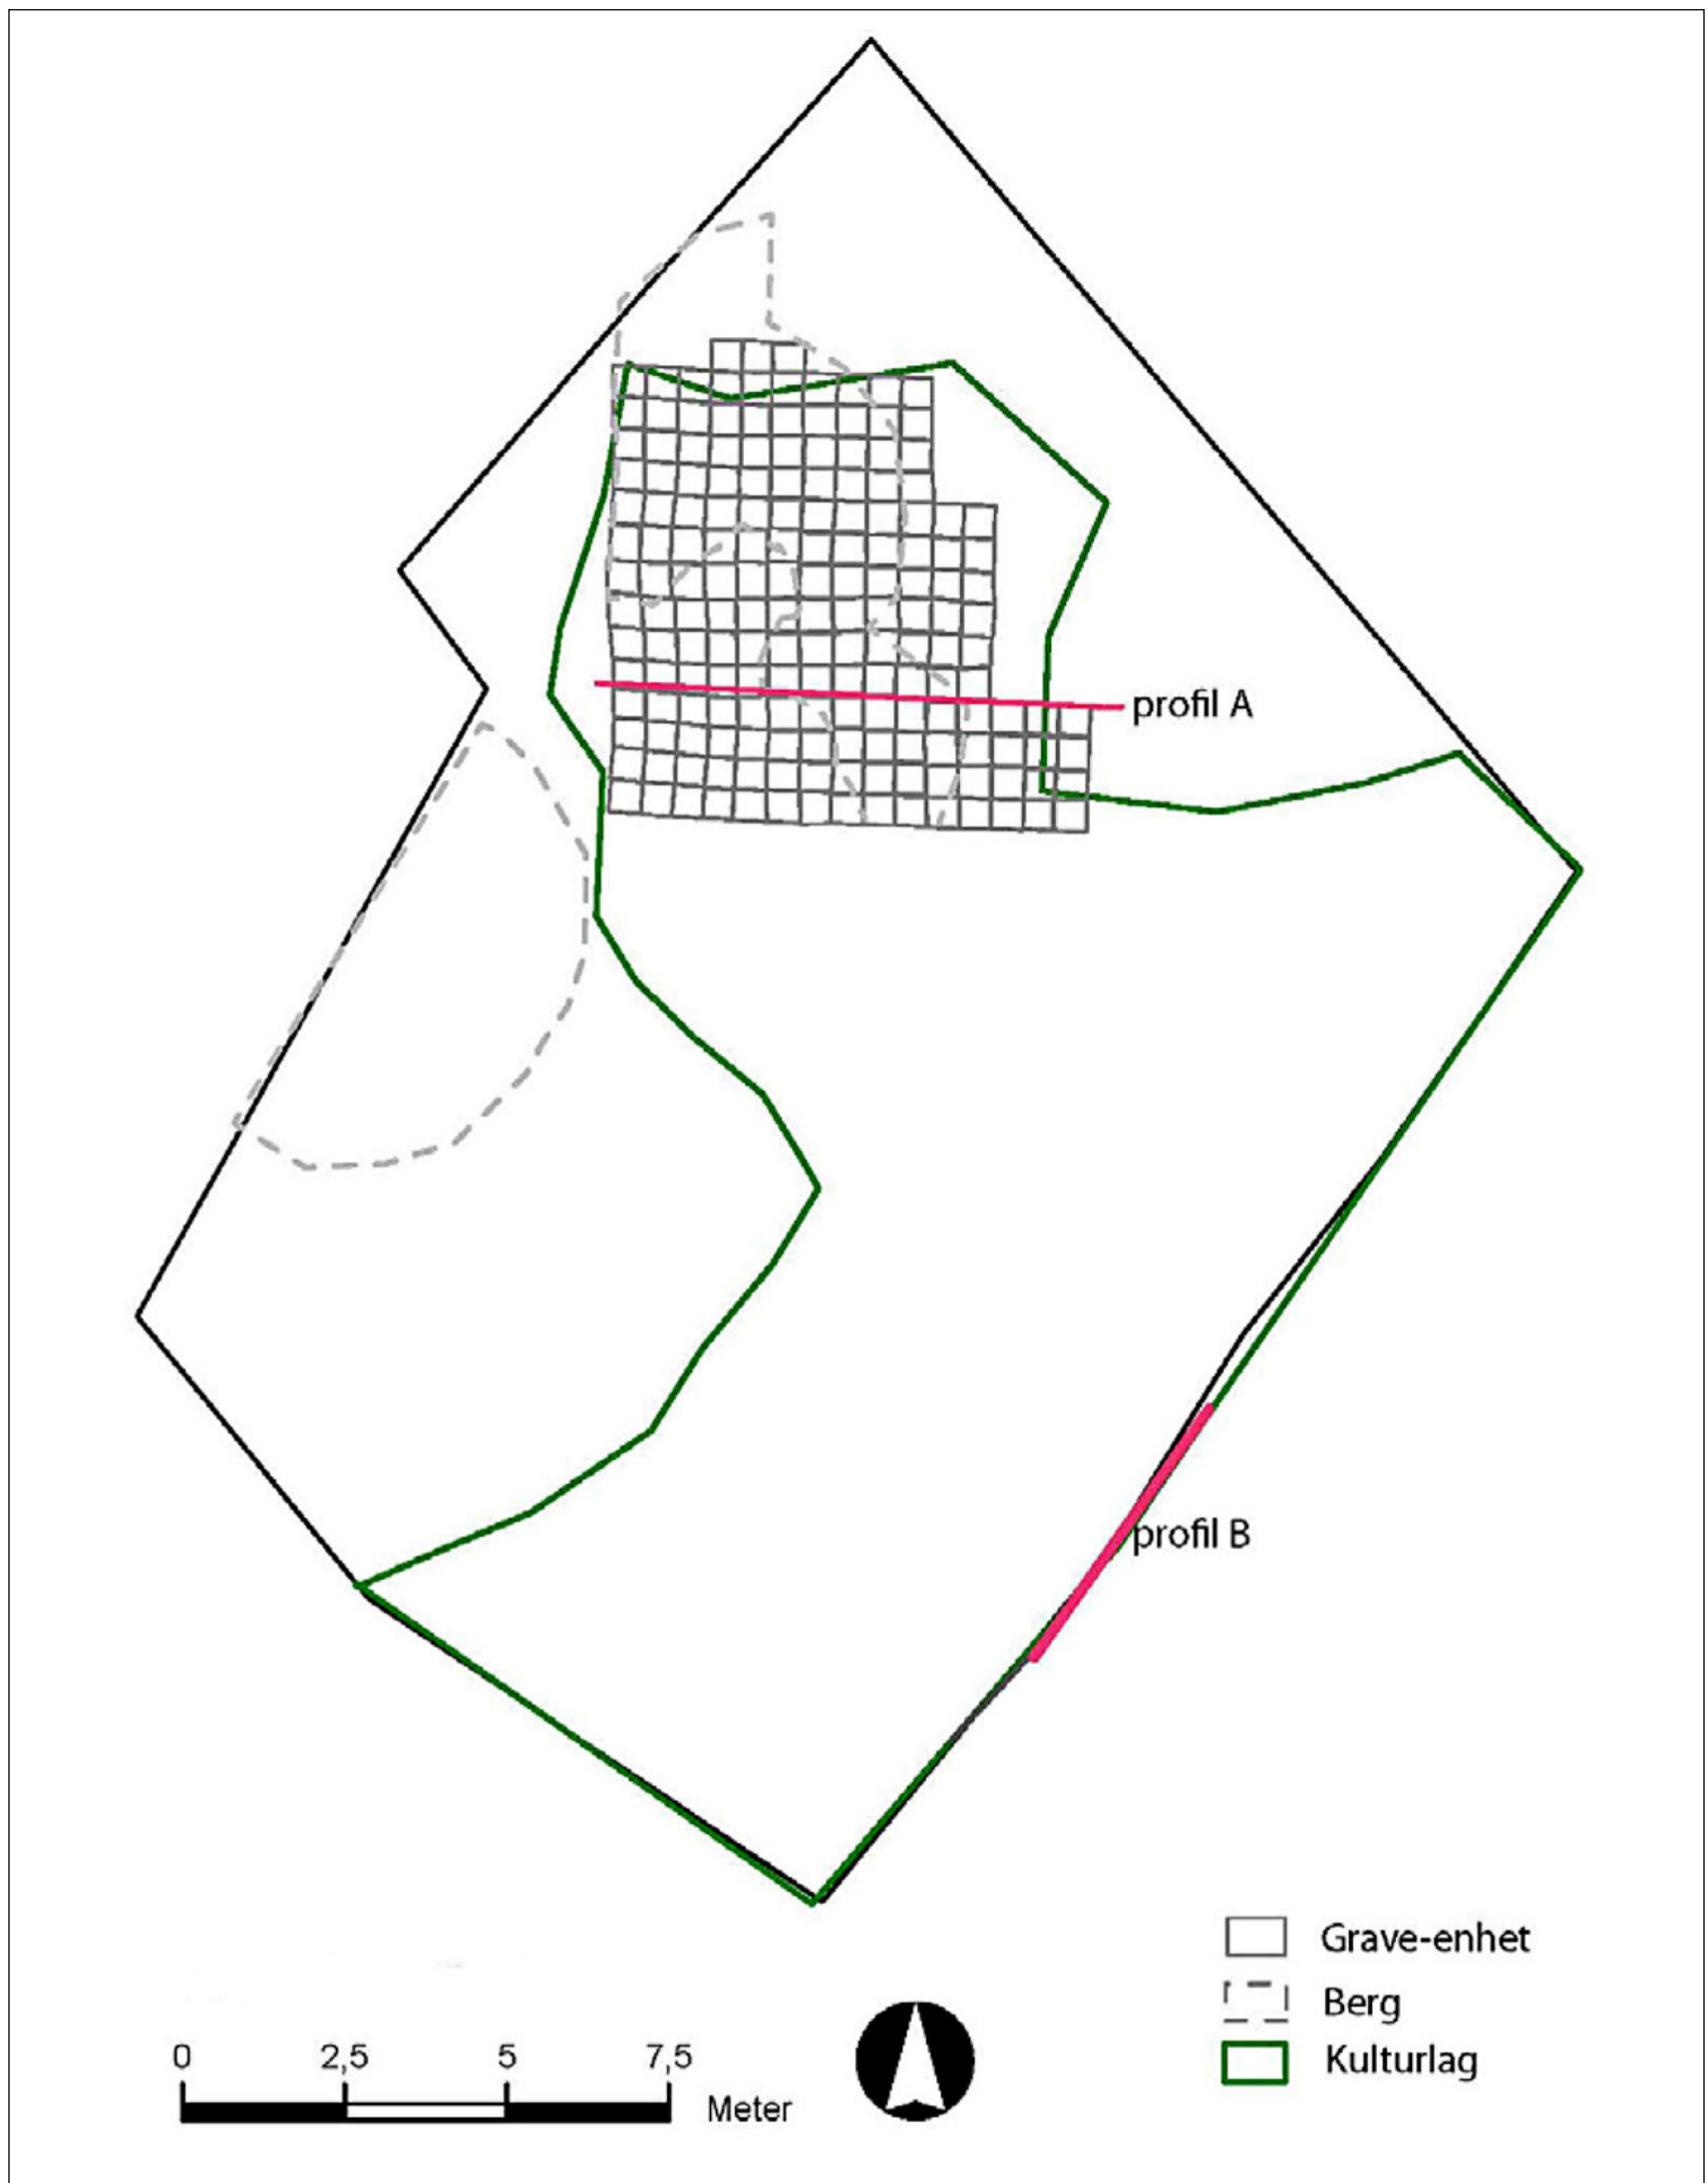 profil A
profil B
Grave-enhet
Berg
Kulturlag
0 2,5 5 7,5
Meter